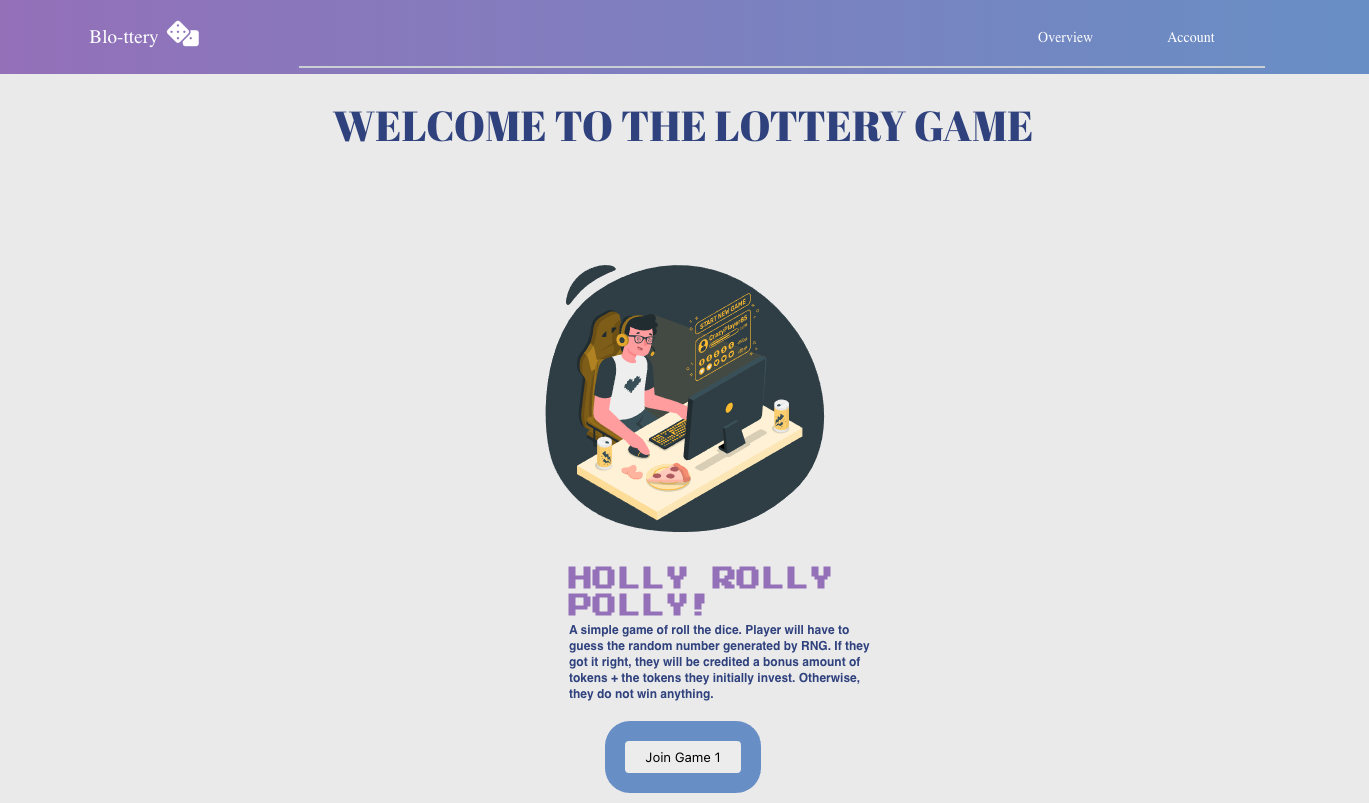 Blo-ttery
Overview
Account
WELCOME TO THE LOTTERY GAME
START NEW GAME
CrazyPlayer85
HOLLY ROLLY
POLLY!
A simple game of roll the dice. Player will have to
guess the random number generated by RNG. If they
got it right, they will be credited a bonus amount of
tokens + the tokens they initially invest. Otherwise,
they do not win anything.
Join Game 1